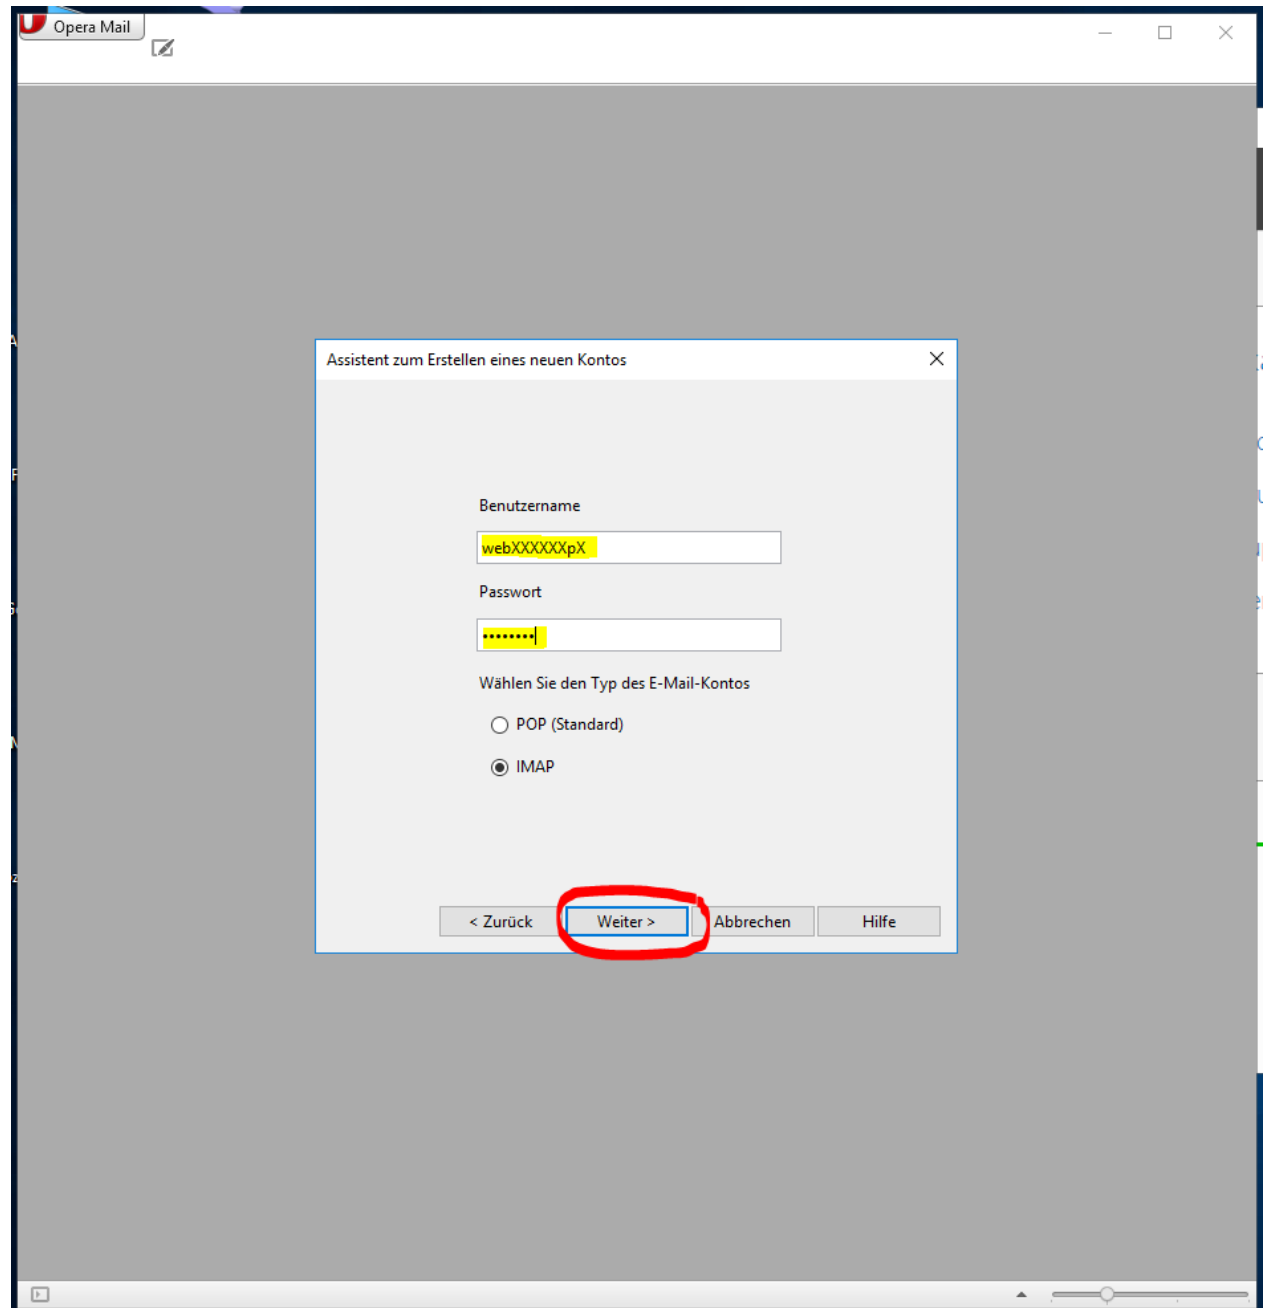 Opera Mail
Assistent zum Erstellen eines neuen Kontos
Benutzername
webXXXXXXpX
Passwort
••••••••
Wählen Sie den Typ des E-Mail-Kontos
POP (Standard)
IMAP
< Zurück
Weiter >
Abbrechen
Hilfe